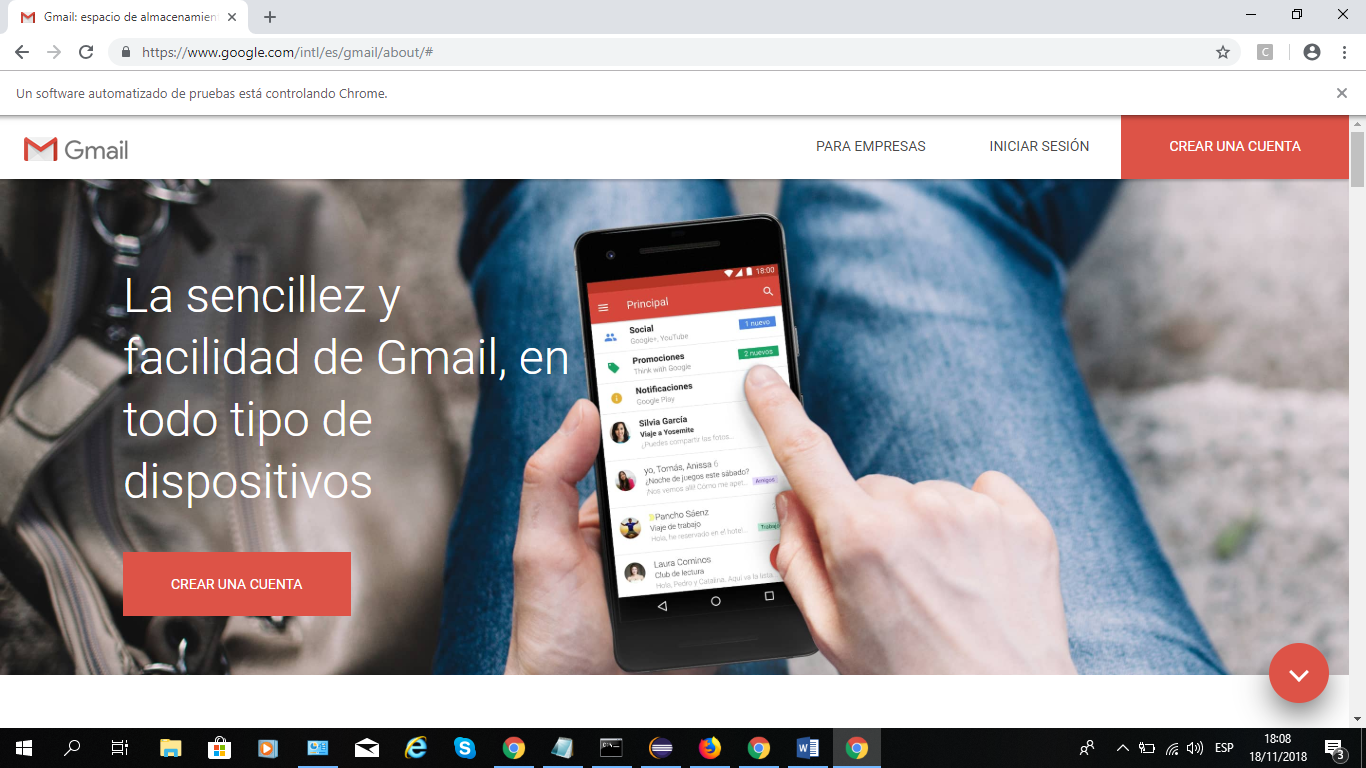 Gmail: espacio de almacenamien
https://www.google.com/intl/es/gmail/about/#
Un software automatizado de pruebas está controlando Chrome.
Gmail
PARA EMPRESAS
INICIAR SESIÓN
CREAR UNA CUENTA
La sencillez y
facilidad de Gmail, en
todo tipo de
dispositivos
CREAR UNA CUENTA
18:00
Principal
Social
1 nuevo
Google+, YouTube
Promociones
2 nuevos
Think with Google
Notificaciones
Google Play
Silvia García
Viaje a Yosemite
¿Puedes compartir las fotos...
yo, Tomás, Anissa 6
¿Noche de juegos este sábado?
¡Nos vemos allí! Cómo me apet...
Amigos
Pancho Sáenz
Viaje de trabajo
Hola, he reservado en el hotel...
Trabajo
Laura Cominos
Club de lectura
Hola, Pedro y Catalina. Aquí va la lista
ESP
18:08
18/11/2018
3